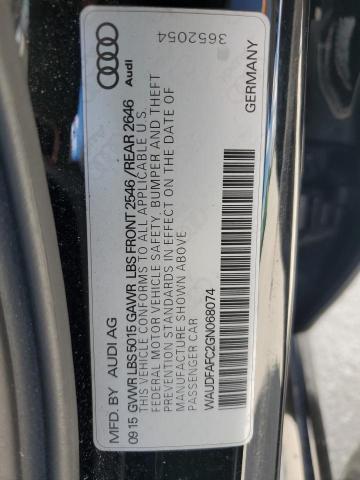 MFD. BY AUDI AG
Audi
09 15 GVWR LBS 5015 GAWR LBS FRONT 2546 /REAR 2646
THIS VEHICLE CONFORMS TO ALL APPLICABLE U.S.
FEDERAL MOTOR VEHICLE SAFETY, BUMPER AND THEFT
PREVENTION STANDARDS IN EFFECT ON THE DATE OF
MANUFACTURE SHOWN ABOVE.
PASSENGER CAR
WAUDFAFC2GN068074
3652054
GERMANY